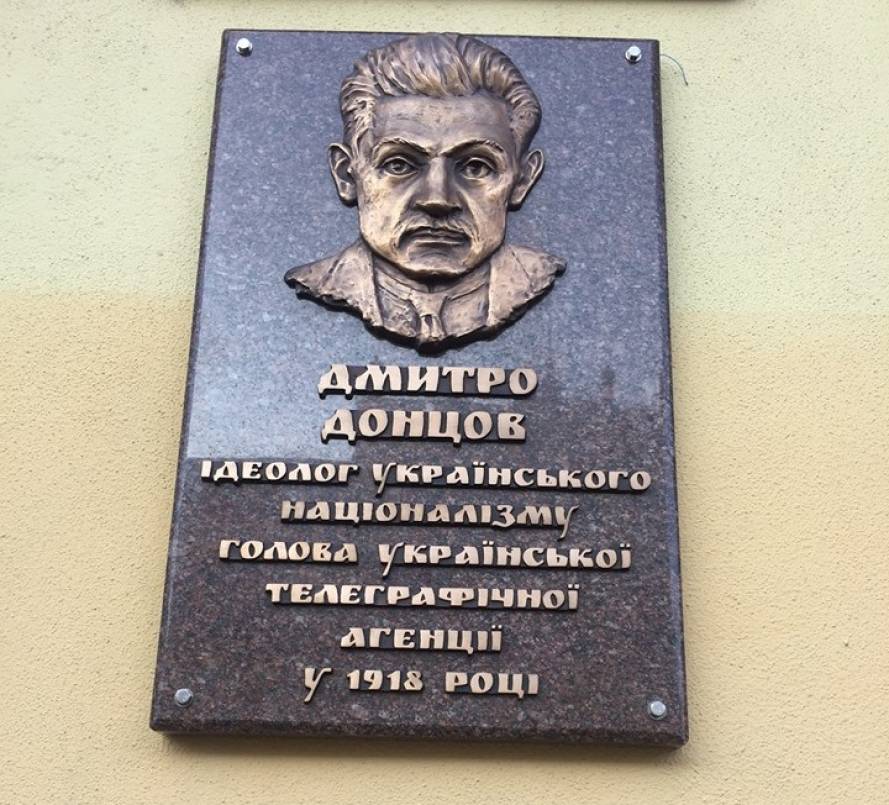 ДМИТРО
ДОНЦОВ
ІДЕОЛОГ УКРАЇНСЬКОГО
НАЦІОНАЛІЗМУ
ГОЛОВА УКРАЇНСЬКОЇ
ТЕЛЕГРАФІЧНОЇ
АГЕНЦІЇ
У 1918 РОЦІ